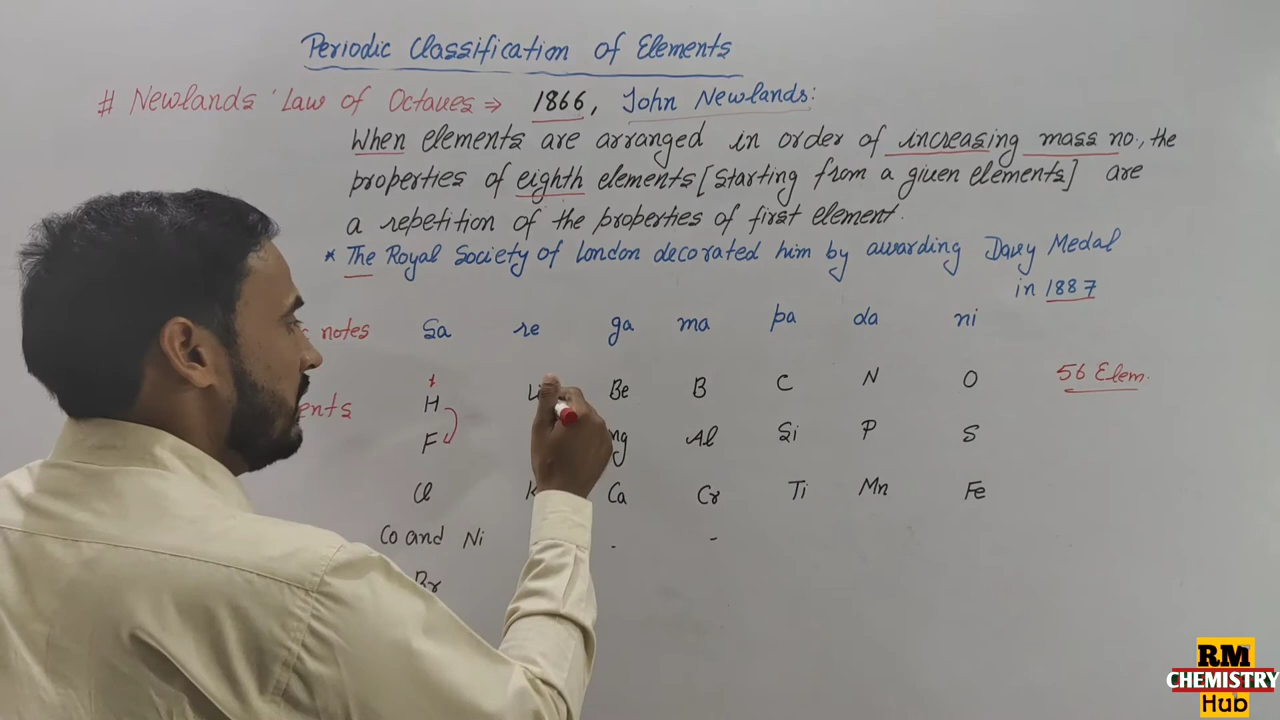 Periodic Classification of Elements
# Newlands' Law of Octaves ⇒ 1866, John Newlands:
When elements are arranged in order of increasing mass no., the
properties of eighth elements [starting from a given elements] are
a repetition of the properties of first element.
* The Royal Society of London decorated him by awarding Davy Medal
in 1887
notes Sa re ga ma pa da ni
H Li Be B C N O 56 Elem.
F Mg Al Si P S
Cl K Ca Cr Ti Mn Fe
Co and Ni . -
Br
RM
CHEMISTRY
Hub